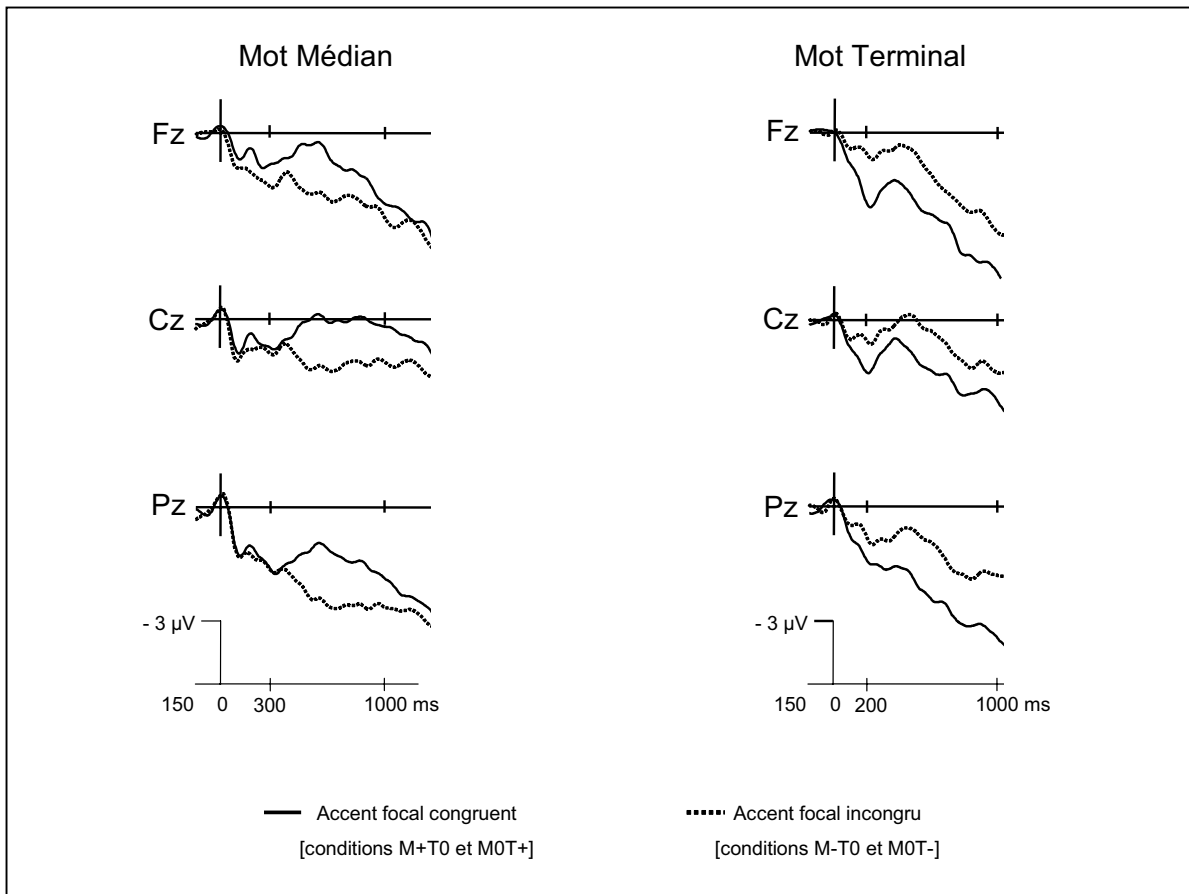 Mot Médian
Mot Terminal
Fz
Fz
Cz
Cz
Pz
Pz
- 3 µV
- 3 µV
150 0 300 1000 ms
150 0 200 1000 ms
Accent focal congruent
[conditions M+T0 et M0T+]
Accent focal incongru
[conditions M-T0 et M0T-]